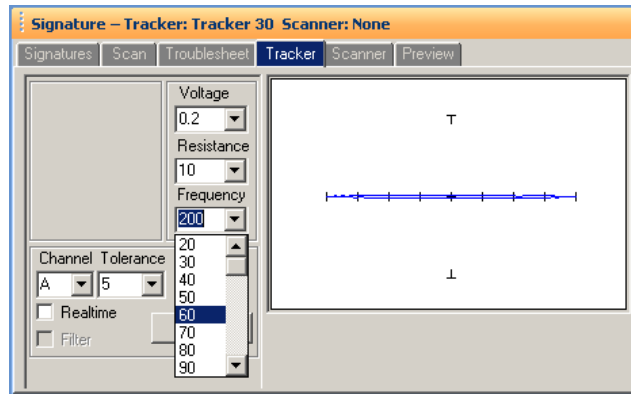 Signature – Tracker: Tracker 30 Scanner: None
Signatures Scan Troublesheet Tracker Scanner Preview
Voltage
0.2
Resistance
10
Frequency
200
20
30
40
50
60
70
80
90
Channel Tolerance
A 5
Realtime
Filter